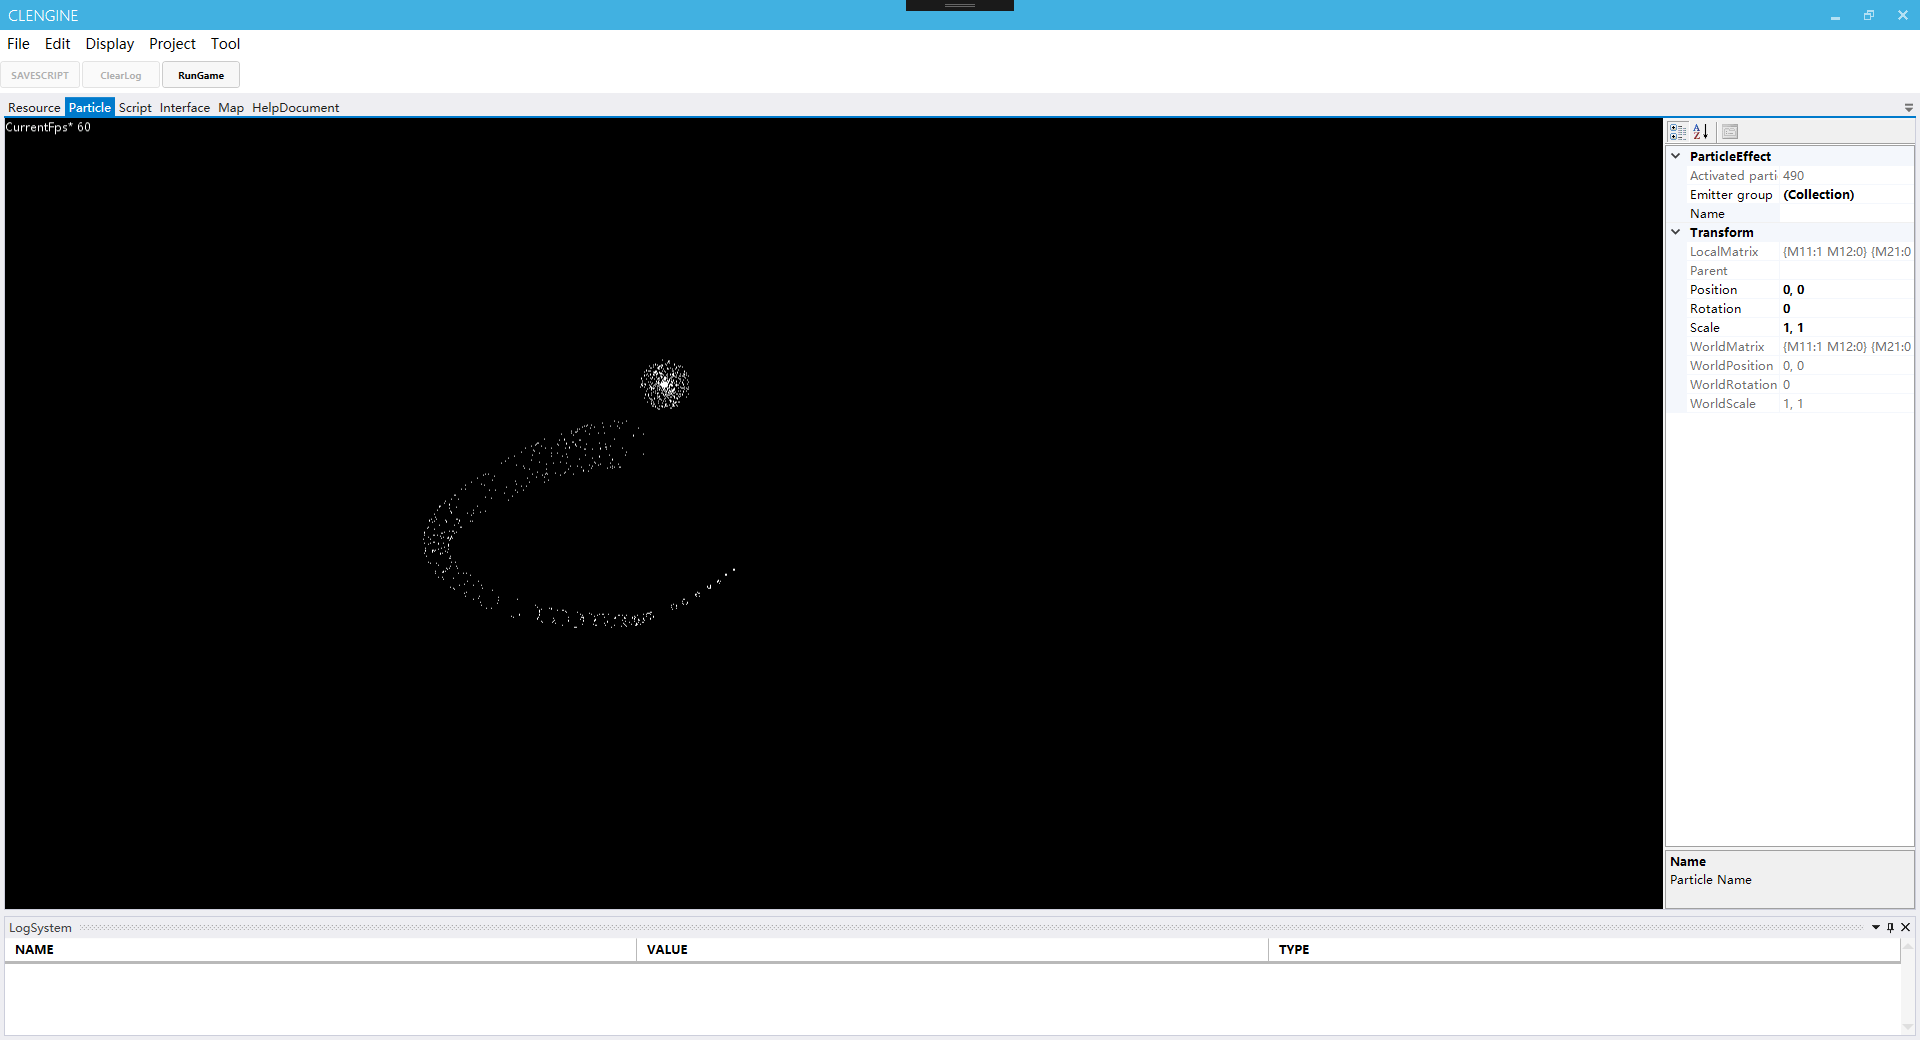 CLENGINE
File Edit Display Project Tool
SAVESCRIPT ClearLog RunGame
Resource Particle Script Interface Map HelpDocument
CurrentFps* 60
ParticleEffect
Activated parti 490
Emitter group (Collection)
Name
Transform
LocalMatrix {M11:1 M12:0} {M21:0
Parent
Position 0, 0
Rotation 0
Scale 1, 1
WorldMatrix {M11:1 M12:0} {M21:0
WorldPosition 0, 0
WorldRotation 0
WorldScale 1, 1
Name
Particle Name
LogSystem
NAME VALUE TYPE